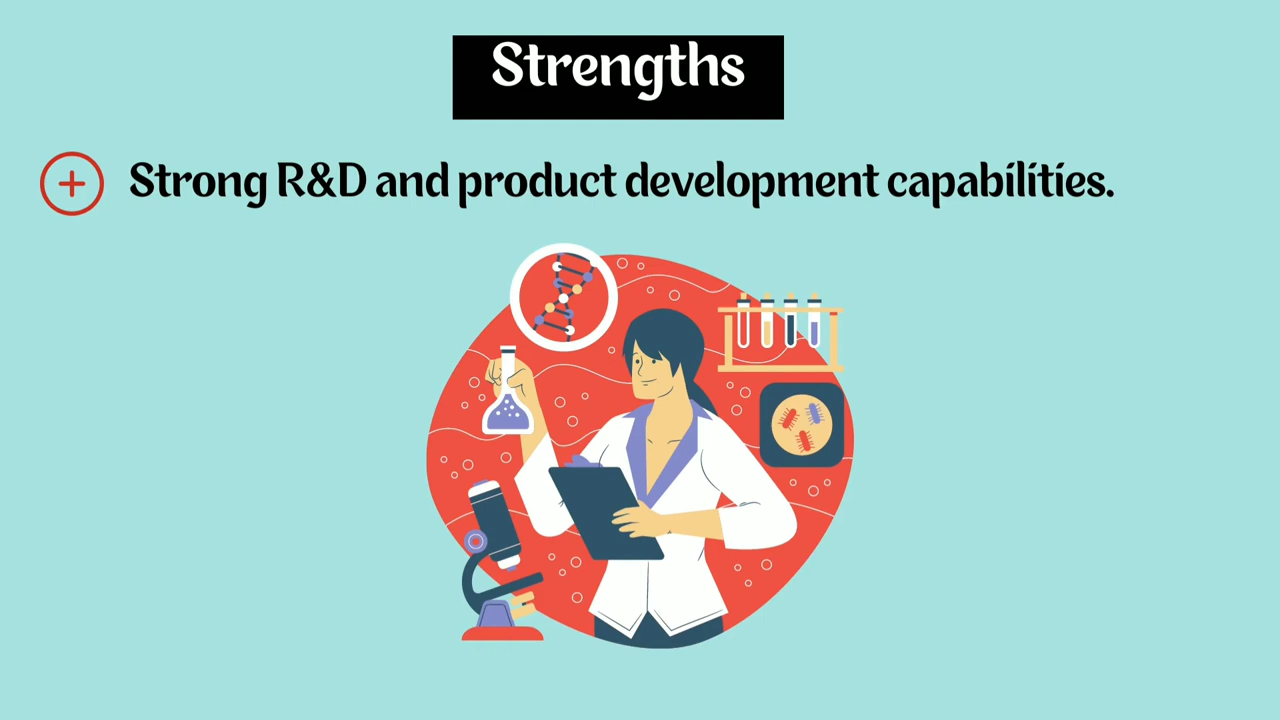 Strengths
Strong R&D and product development capabilities.